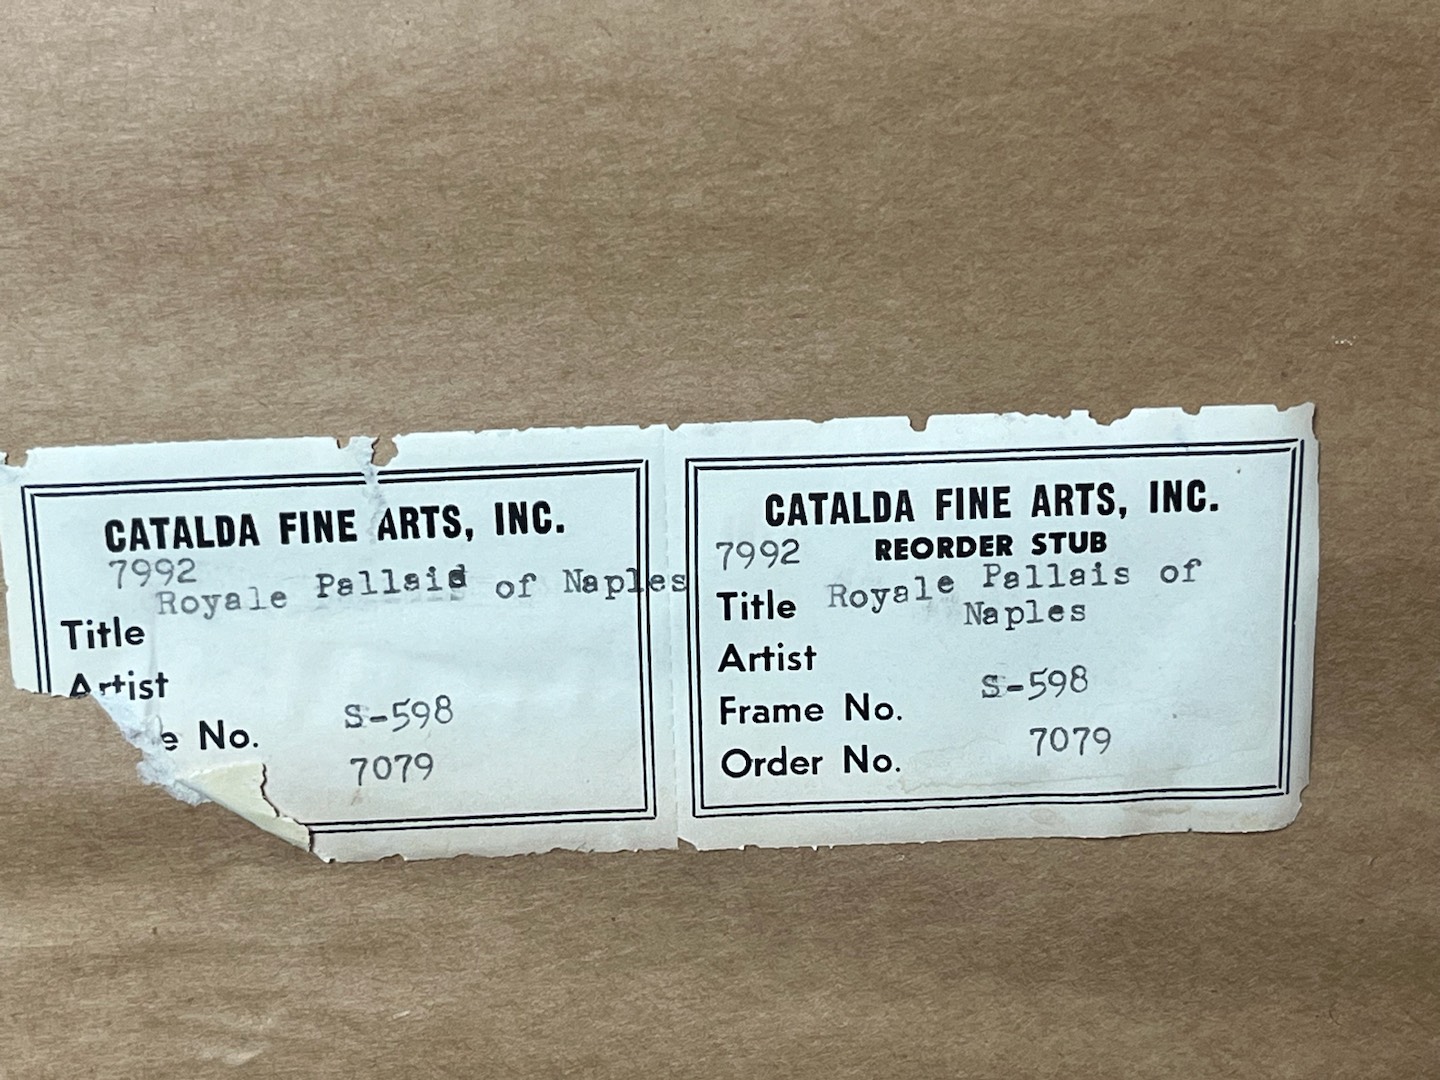 CATALDA FINE ARTS, INC.
7992
Royale Pallais of Naples
Title
Artist
e No. S-598
7079
CATALDA FINE ARTS, INC.
7992 REORDER STUB
Title Royale Pallais of
Naples
Artist
Frame No. S-598
Order No. 7079